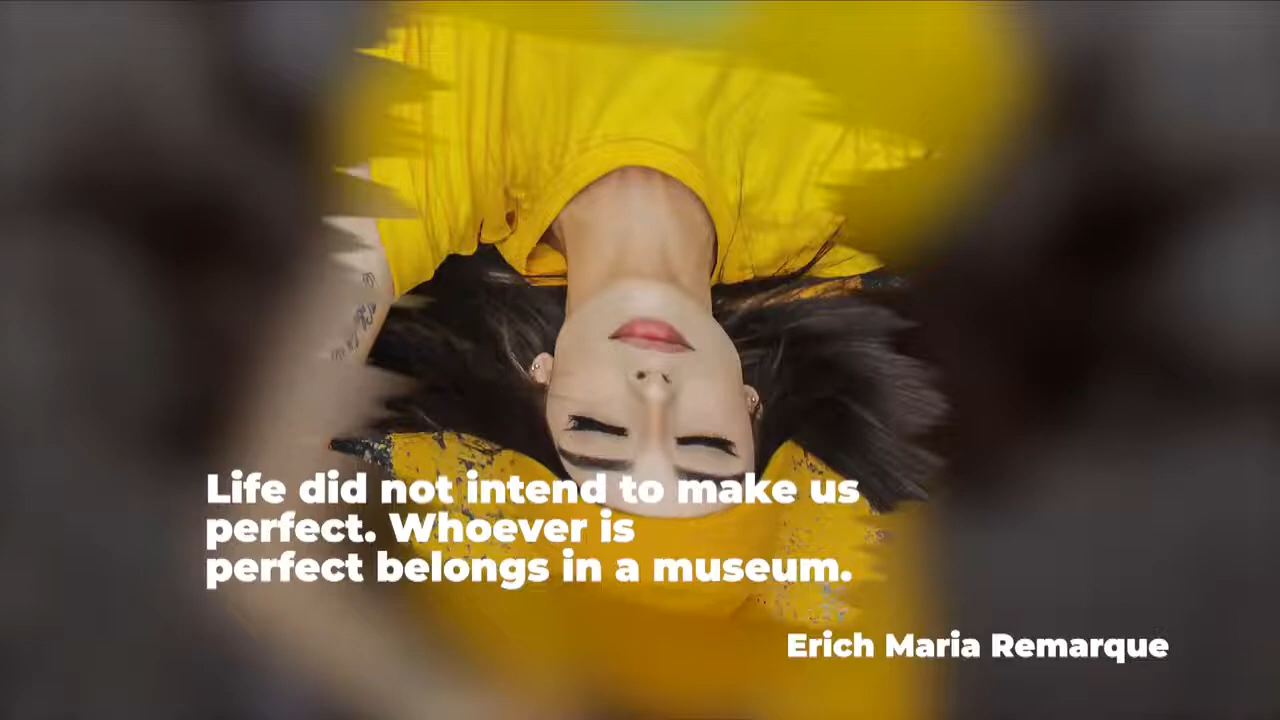 Life did not intend to make us
perfect. Whoever is
perfect belongs in a museum.
Erich Maria Remarque